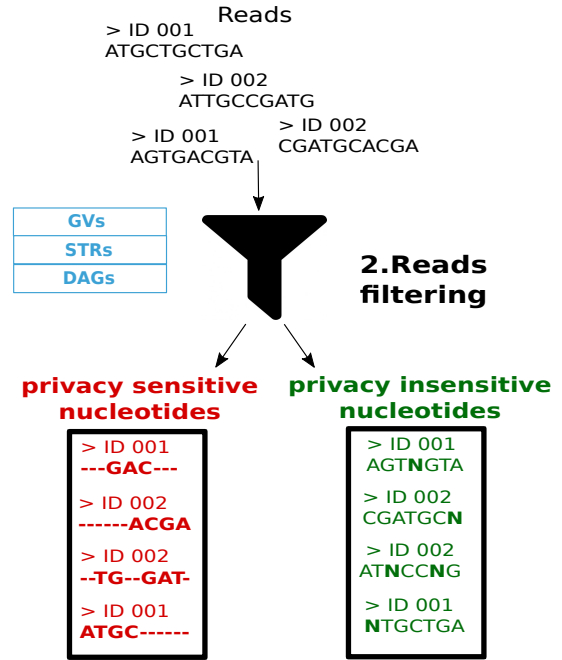 Reads
> ID 001
ATGCTGCTGA
> ID 002
ATTGCCGATG
> ID 001
AGTGACGTA
> ID 002
CGATGCACGA
GVs
STRs
DAGs
2.Reads
filtering
privacy sensitive
nucleotides
> ID 001
---GAC---
> ID 002
------ACGA
> ID 002
--TG--GAT-
> ID 001
ATGC------
privacy insensitive
nucleotides
> ID 001
AGTNGTA
> ID 002
CGATGCN
> ID 002
ATNCCNG
> ID 001
NTGCTGA